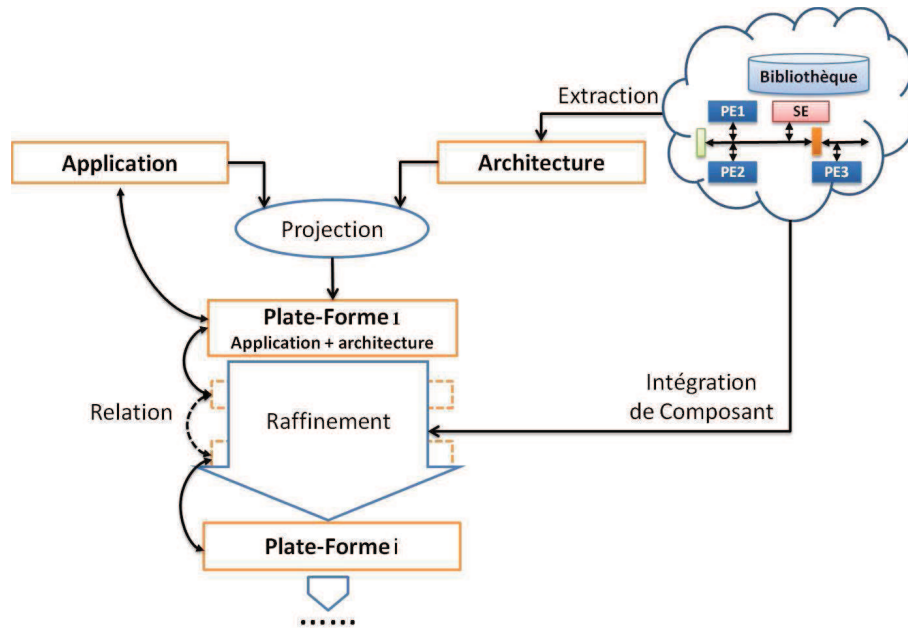 Bibliothèque
Extraction
PE1
SE
PE2
PE3
Application
Architecture
Projection
Plate-Forme 1
Application + architecture
Relation
Raffinement
Intégration
de Composant
Plate-Forme i
......